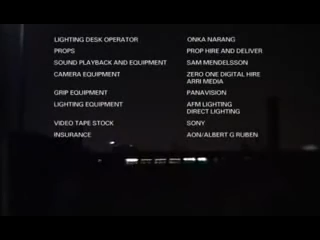 LIGHTING DESK OPERATOR ONKA NARANG
PROPS PROP HIRE AND DELIVER
SOUND PLAYBACK AND EQUIPMENT SAM MENDELSSON
CAMERA EQUIPMENT ZERO ONE DIGITAL HIRE
ARRI MEDIA
GRIP EQUIPMENT PANAVISION
LIGHTING EQUIPMENT AFM LIGHTING
DIRECT LIGHTING
VIDEO TAPE STOCK SONY
INSURANCE AON/ALBERT G RUBEN